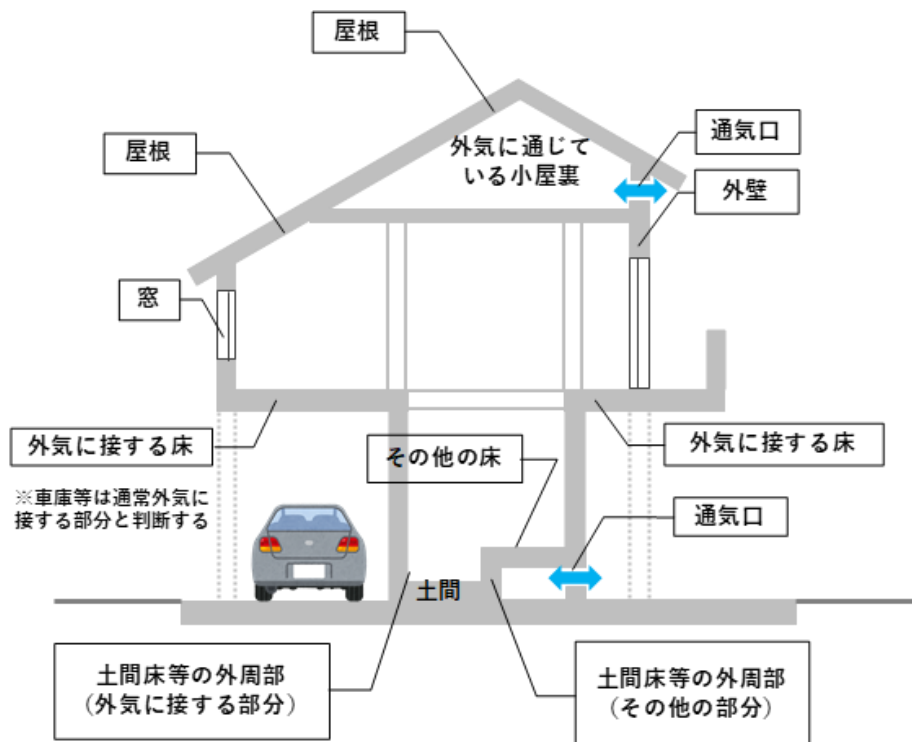 屋根
屋根
外気に通じて
いる小屋裏
通気口
外壁
窓
外気に接する床
※車庫等は通常外気に
接する部分と判断する
その他の床
外気に接する床
通気口
土間
土間床等の外周部
(外気に接する部分)
土間床等の外周部
(その他の部分)